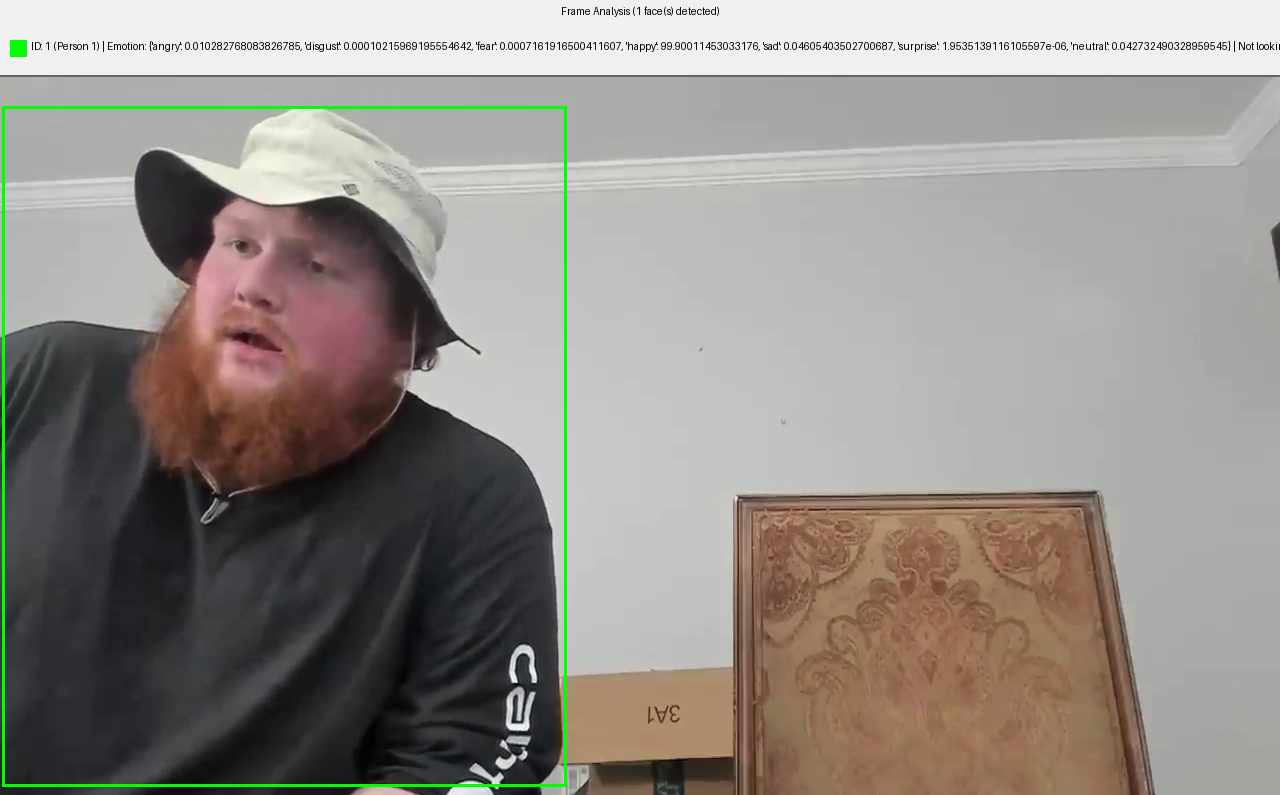 Frame Analysis (1 face(s) detected)
ID: 1 (Person 1) | Emotion: {'angry': 0.010282768083826785, 'disgust': 0.00010215969195554642, 'fear': 0.0007161916500411607, 'happy': 99.90011453033176, 'sad': 0.04605403502700687, 'surprise': 1.9535139116105597e-06, 'neutral': 0.042732490328959545} | Not lookin
3A1